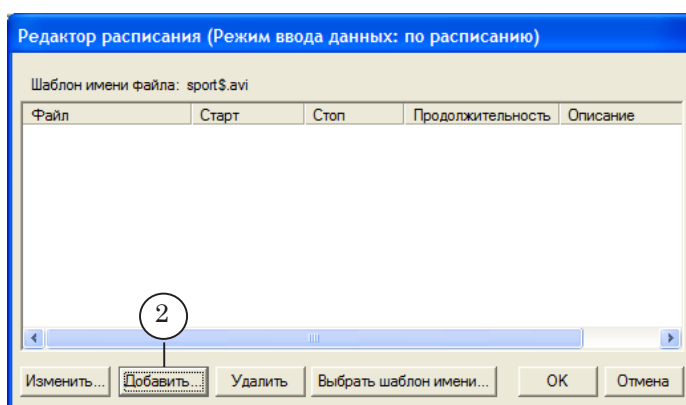 Редактор расписания (Режим ввода данных: по расписанию)
Шаблон имени файла: sport$.avi
Файл Старт Стоп Продолжительность Описание
2
Изменить... Добавить... Удалить Выбрать шаблон имени... OK Отмена